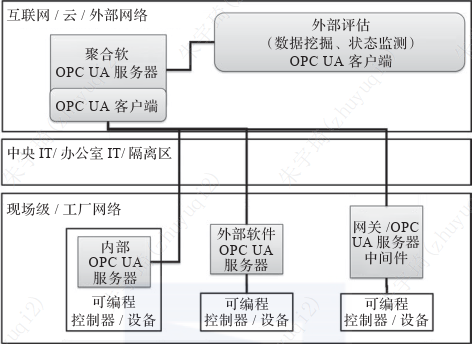 互联网 / 云 / 外部网络
聚合软
OPC UA 服务器
OPC UA 客户端
外部评估
（数据挖掘、状态监测）
OPC UA 客户端
中央 IT/ 办公室 IT/ 隔离区
现场级 / 工厂网络
内部
OPC UA
服务器
可编程
控制器 / 设备
外部软件
OPC UA
服务器
可编程
控制器 / 设备
网关 /OPC
UA 服务器
中间件
可编程
控制器 / 设备